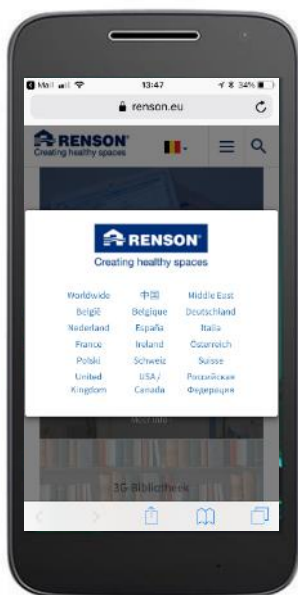 Mail
13:47
34%
renson.eu
RENSON
Creating healthy spaces
RENSON
Creating healthy spaces
Worldwide 中国 Middle East
België Belgique Deutschland
Nederland España Italia
France Ireland Österreich
Polski Schweiz Suisse
United Kingdom USA / Canada Российская Федерация
Meer info
3G Bibliotheek